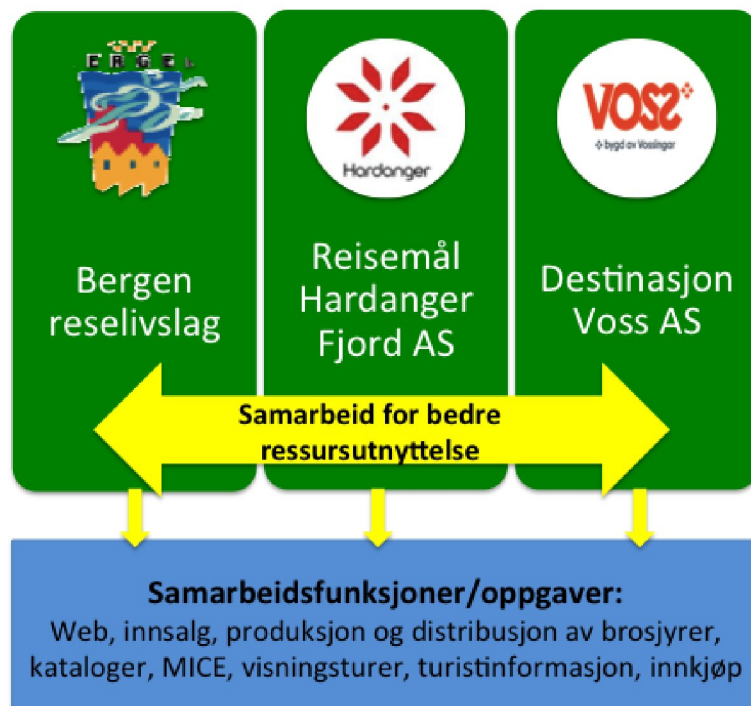 ERGE
Hardanger
VOSS
bygd av Vossingar
Bergen
reselivslag
Reisemål
Hardanger
Fjord AS
Destinasjon
Voss AS
Samarbeid for bedre
ressursutnyttelse
Samarbeidsfunksjoner/oppgaver:
Web, innsalg, produksjon og distribusjon av brosjyrer,
kataloger, MICE, visningsturer, turistinformasjon, innkjøp